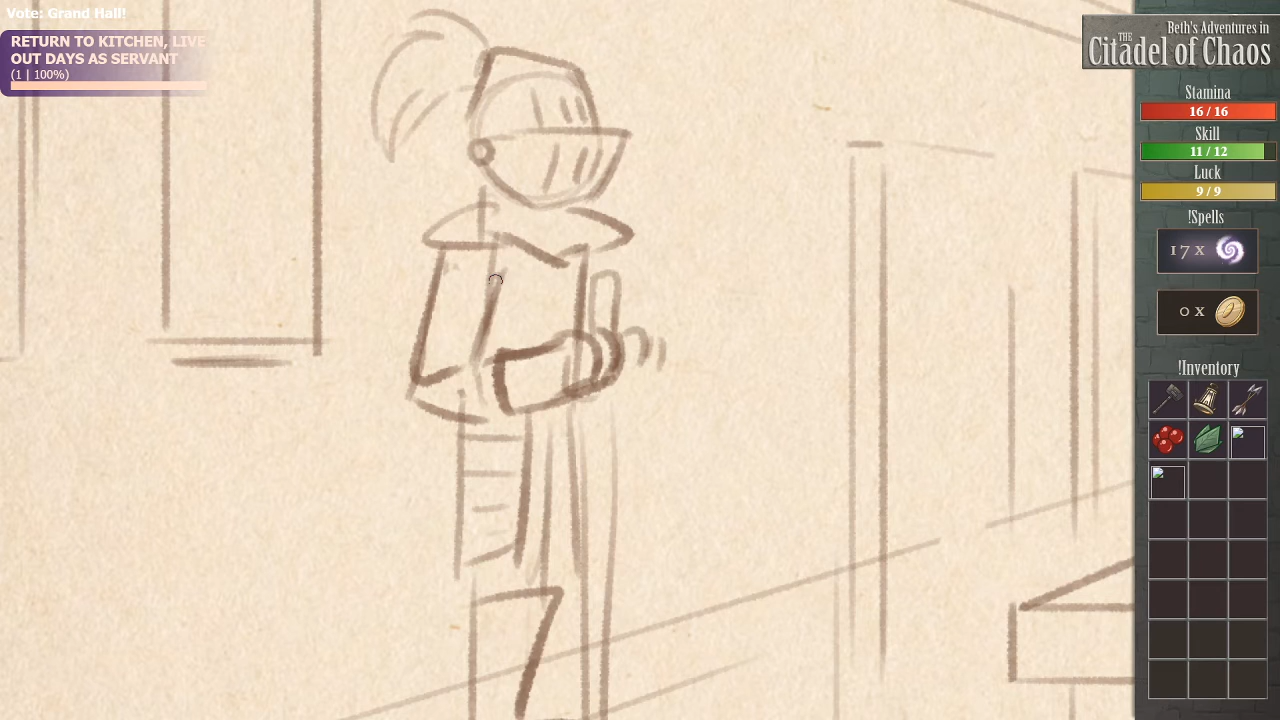 Vote: Grand Hall!
RETURN TO KITCHEN, LIVE
OUT DAYS AS SERVANT
(1 | 100%)
Beth's Adventures in
THE
Citadel of Chaos
Stamina
16 / 16
Skill
11 / 12
Luck
9 / 9
!Spells
17 x
0 x
!Inventory